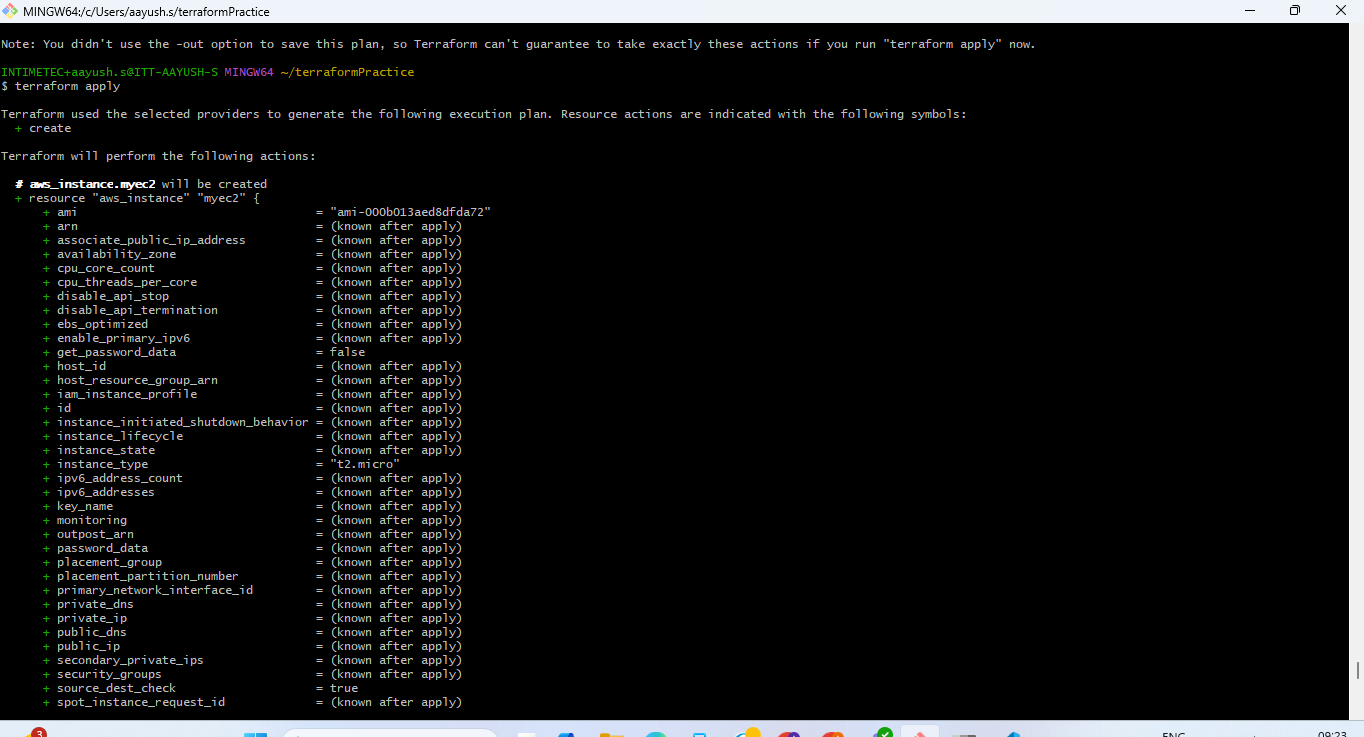 MINGW64:/c/Users/aayush.s/terraformPractice
Note: You didn't use the -out option to save this plan, so Terraform can't guarantee to take exactly these actions if you run "terraform apply" now.
INTIMETEC+aayush.s@ITT-AAYUSH-S MINGW64 ~/terraformPractice
$ terraform apply
Terraform used the selected providers to generate the following execution plan. Resource actions are indicated with the following symbols:
+ create
Terraform will perform the following actions:
# aws_instance.myec2 will be created
+ resource "aws_instance" "myec2" {
+ ami = "ami-000b013aed8dfda72"
+ arn = (known after apply)
+ associate_public_ip_address = (known after apply)
+ availability_zone = (known after apply)
+ cpu_core_count = (known after apply)
+ cpu_threads_per_core = (known after apply)
+ disable_api_stop = (known after apply)
+ disable_api_termination = (known after apply)
+ ebs_optimized = (known after apply)
+ enable_primary_ipv6 = (known after apply)
+ get_password_data = false
+ host_id = (known after apply)
+ host_resource_group_arn = (known after apply)
+ iam_instance_profile = (known after apply)
+ id = (known after apply)
+ instance_initiated_shutdown_behavior = (known after apply)
+ instance_lifecycle = (known after apply)
+ instance_state = (known after apply)
+ instance_type = "t2.micro"
+ ipv6_address_count = (known after apply)
+ ipv6_addresses = (known after apply)
+ key_name = (known after apply)
+ monitoring = (known after apply)
+ outpost_arn = (known after apply)
+ password_data = (known after apply)
+ placement_group = (known after apply)
+ placement_partition_number = (known after apply)
+ primary_network_interface_id = (known after apply)
+ private_dns = (known after apply)
+ private_ip = (known after apply)
+ public_dns = (known after apply)
+ public_ip = (known after apply)
+ secondary_private_ips = (known after apply)
+ security_groups = (known after apply)
+ source_dest_check = true
+ spot_instance_request_id = (known after apply)
3
ENG
09:23